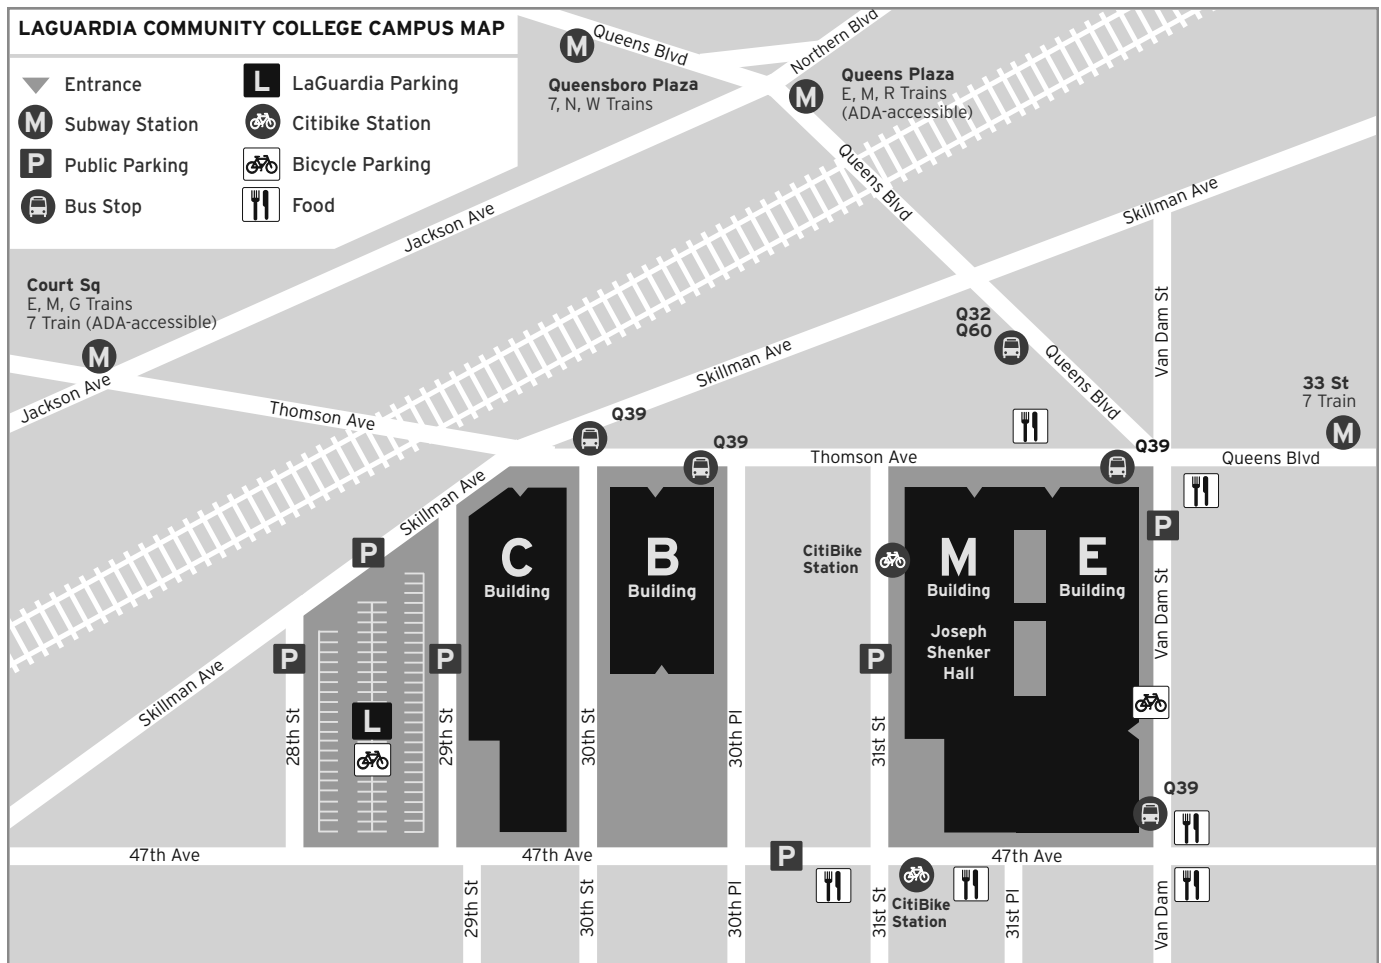 LAGUARDIA COMMUNITY COLLEGE CAMPUS MAP
Entrance
M Subway Station
P Public Parking
Bus Stop
L LaGuardia Parking
Citibike Station
Bicycle Parking
Food
M
Queens Blvd
Queensboro Plaza
7, N, W Trains
Northern Blvd
M
Queens Plaza
E, M, R Trains
(ADA-accessible)
Queens Blvd
Jackson Ave
Skillman Ave
Court Sq
E, M, G Trains
7 Train (ADA-accessible)
M
Jackson Ave
Thomson Ave
Skillman Ave
Q32
Q60
Queens Blvd
Van Dam St
33 St
7 Train
M
Q39
Q39
Thomson Ave
Q39
Queens Blvd
Skillman Ave
P
C
Building
B
Building
CitiBike
Station
M
Building
E
Building
Joseph
Shenker
Hall
P
Van Dam St
P
P
P
Skillman Ave
28th St
L
29th St
30th St
30th Pl
31st St
Q39
47th Ave
47th Ave
P
47th Ave
29th St
30th St
30th Pl
31st St
CitiBike
Station
31st Pl
Van Dam